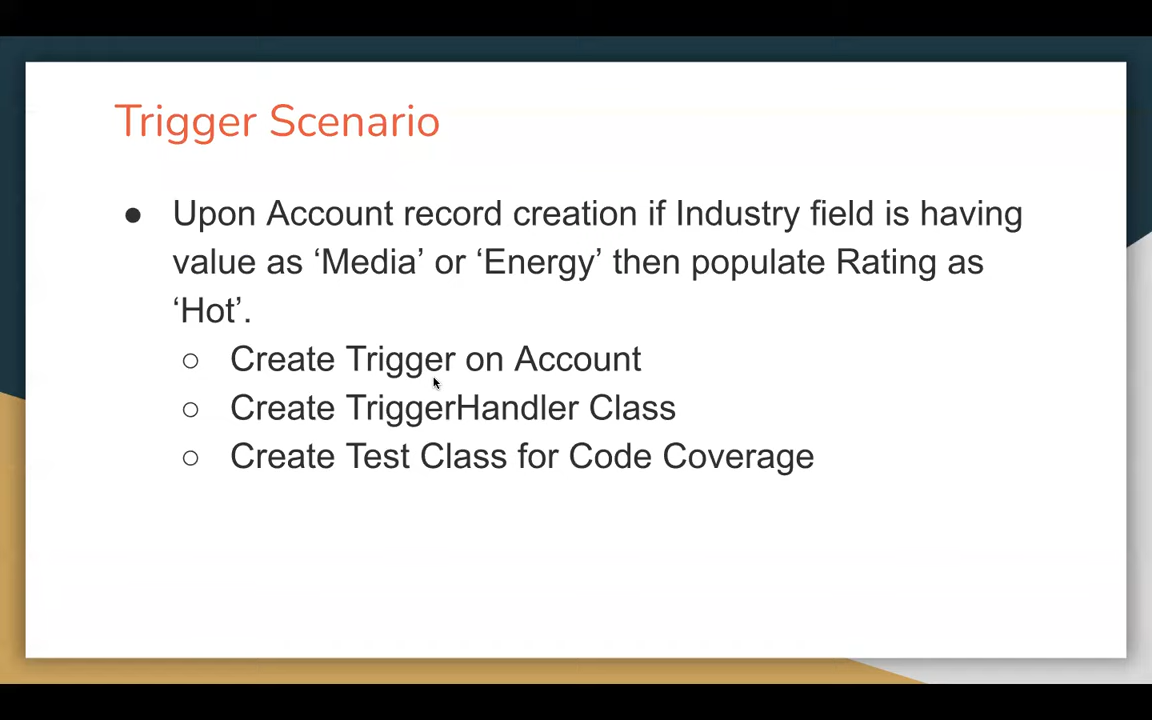 Trigger Scenario
● Upon Account record creation if Industry field is having
value as ‘Media’ or ‘Energy’ then populate Rating as
‘Hot’.
○ Create Trigger on Account
○ Create TriggerHandler Class
○ Create Test Class for Code Coverage